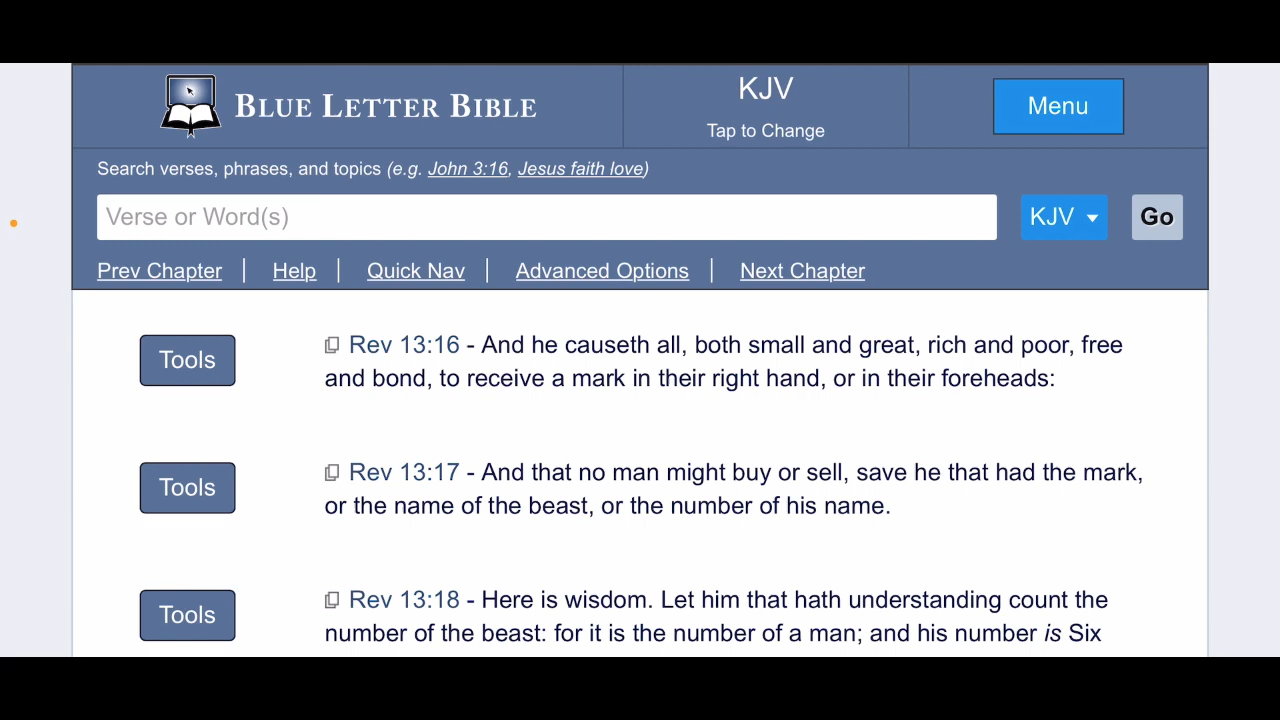 BLUE LETTER BIBLE
KJV
Tap to Change
Menu
Search verses, phrases, and topics (e.g. John 3:16, Jesus faith love)
Verse or Word(s)
KJV
Go
Prev Chapter | Help | Quick Nav | Advanced Options | Next Chapter
Tools
Rev 13:16 - And he causeth all, both small and great, rich and poor, free
and bond, to receive a mark in their right hand, or in their foreheads:
Tools
Rev 13:17 - And that no man might buy or sell, save he that had the mark,
or the name of the beast, or the number of his name.
Tools
Rev 13:18 - Here is wisdom. Let him that hath understanding count the
number of the beast: for it is the number of a man; and his number is Six